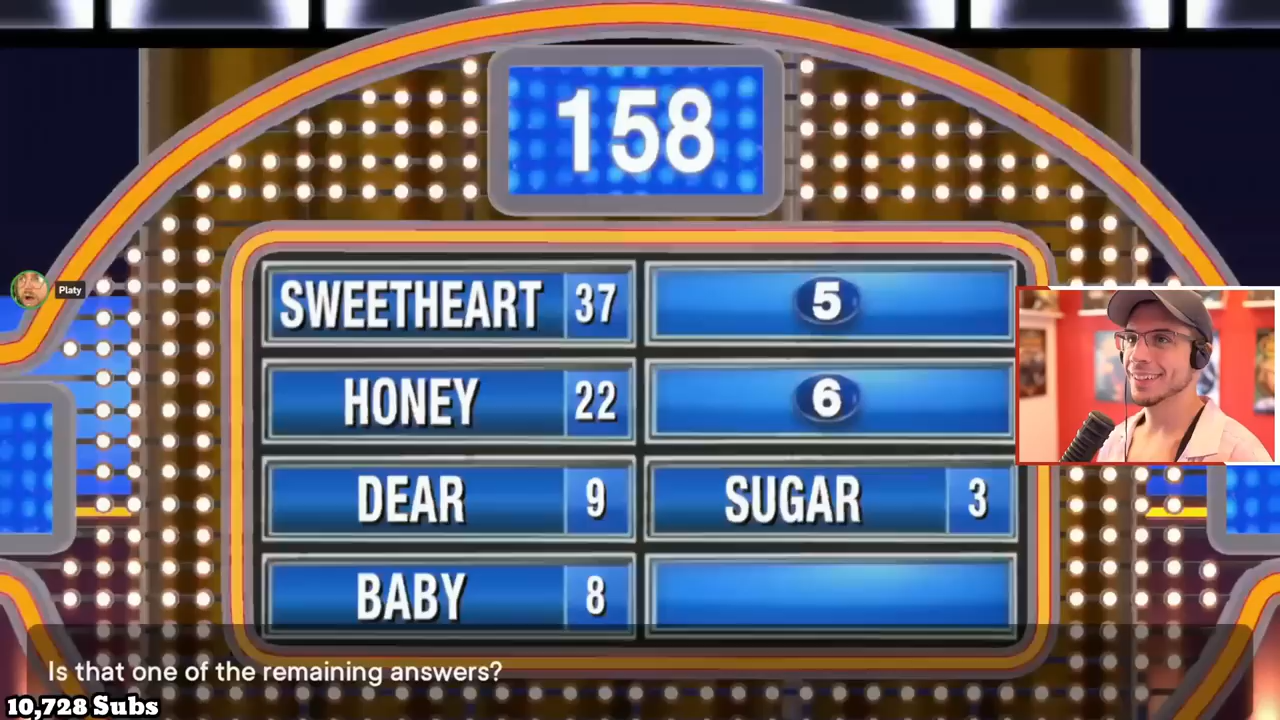 158
Platy
SWEETHEART 37
HONEY 22
DEAR 9
BABY 8
5
6
SUGAR 3
Is that one of the remaining answers?
10,728 Subs